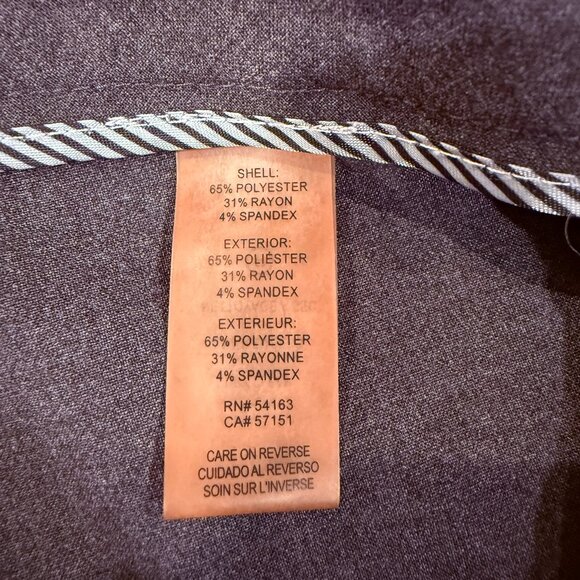 SHELL:
65% POLYESTER
31% RAYON
4% SPANDEX
EXTERIOR:
65% POLIÉSTER
31% RAYON
4% SPANDEX
EXTERIEUR:
65% POLYESTER
31% RAYONNE
4% SPANDEX
RN# 54163
CA# 57151
CARE ON REVERSE
CUIDADO AL REVERSO
SOIN SUR L'INVERSE